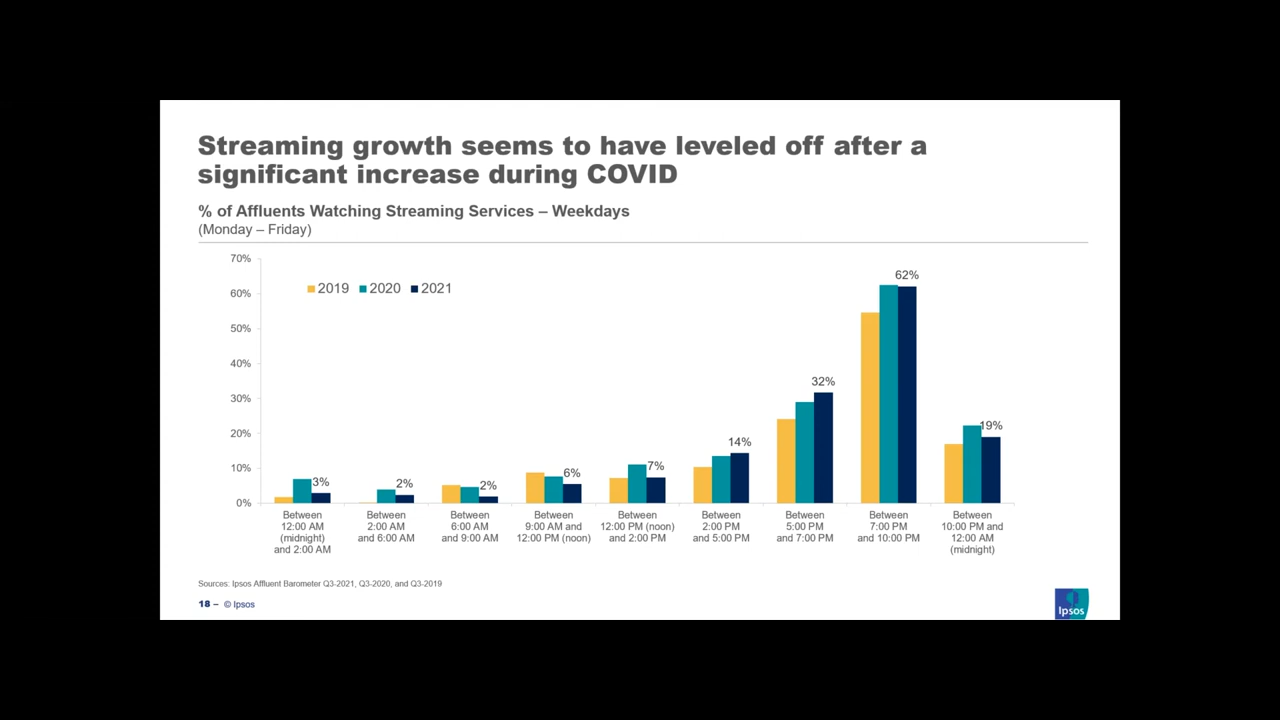 Streaming growth seems to have leveled off after a
significant increase during COVID
% of Affluents Watching Streaming Services – Weekdays
(Monday – Friday)
70%
60%
50%
40%
30%
20%
10%
0%
2019 2020 2021
3%
2%
2%
6%
7%
14%
32%
62%
19%
Between
12:00 AM
(midnight)
and 2:00 AM
Between
2:00 AM
and 6:00 AM
Between
6:00 AM
and 9:00 AM
Between
9:00 AM and
12:00 PM (noon)
Between
12:00 PM (noon)
and 2:00 PM
Between
2:00 PM
and 5:00 PM
Between
5:00 PM
and 7:00 PM
Between
7:00 PM
and 10:00 PM
Between
10:00 PM and
12:00 AM
(midnight)
Sources: Ipsos Affluent Barometer Q3-2021, Q3-2020, and Q3-2019
18 – © Ipsos
Ipsos